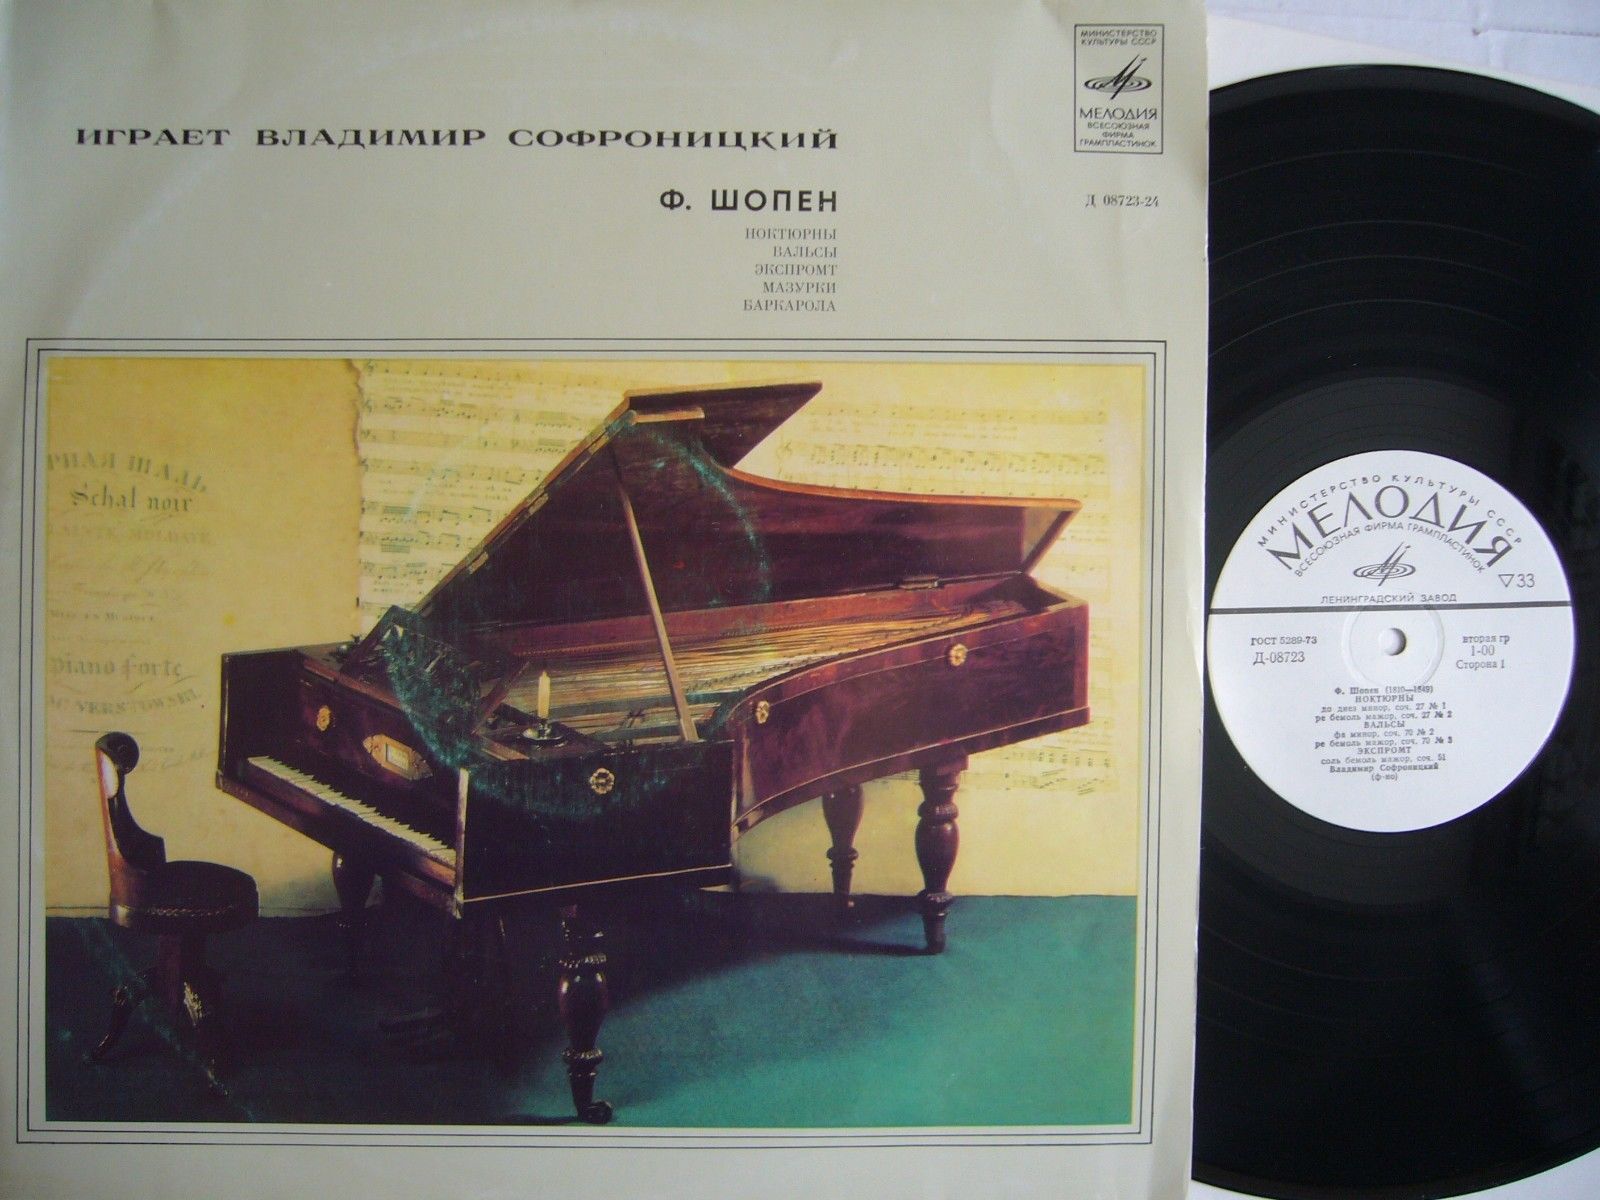 МИНИСТЕРСТВО
КУЛЬТУРЫ СССР
МЕЛОДИЯ
ВСЕСОЮЗНАЯ
ФИРМА
ГРАМПЛАСТИНОК
ИГРАЕТ ВЛАДИМИР СОФРОНИЦКИЙ
Ф. ШОПЕН
Д 08723-24
НОКТЮРНЫ
ВАЛЬСЫ
ЭКСПРОМТ
МАЗУРКИ
БАРКАРОЛА
РНАЯ ШАЛЬ
Schal noir
MOLDAVE
piano forte
МИНИСТЕРСТВО КУЛЬТУРЫ СССР
МЕЛОДИЯ
ВСЕСОЮЗНАЯ ФИРМА ГРАМПЛАСТИНОК
33
ЛЕНИНГРАДСКИЙ ЗАВОД
ГОСТ 5289-73
Д-08723
вторая гр
1-00
Сторона 1
Ф. Шопен (1810—1849)
НОКТЮРНЫ
до диез минор, соч. 27 № 1
ре бемоль мажор, соч. 27 № 2
ВАЛЬСЫ
фа минор, соч. 70 № 2
ре бемоль мажор, соч. 70 № 3
ЭКСПРОМТ
соль бемоль мажор, соч. 51
Владимир Софроницкий
(ф-но)